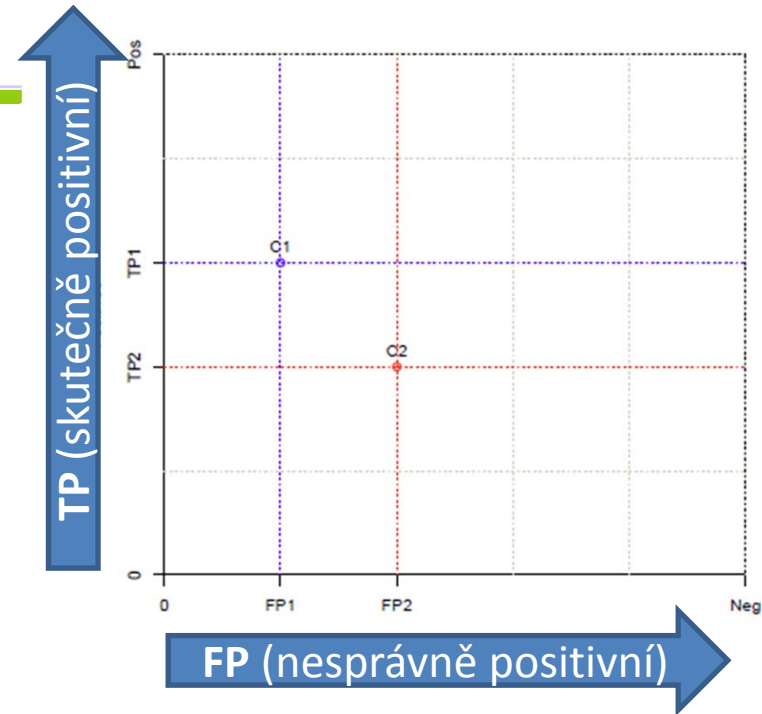 TP (skutečně positivní)
Pos
TP1
TP2
0
C1
C2
0 FP1 FP2 Neg
FP (nesprávně positivní)